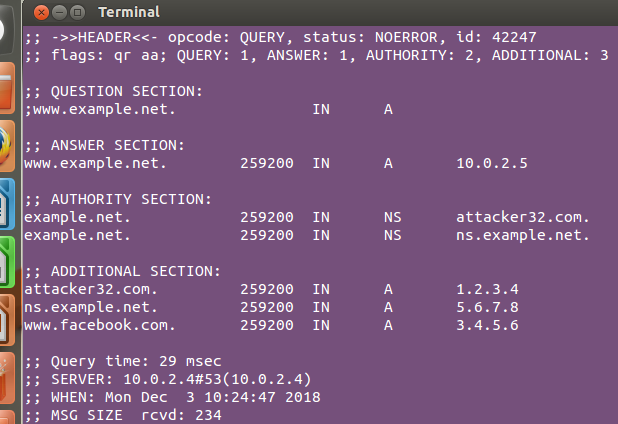 Terminal
;; ->>HEADER<<- opcode: QUERY, status: NOERROR, id: 42247
;; flags: qr aa; QUERY: 1, ANSWER: 1, AUTHORITY: 2, ADDITIONAL: 3
;; QUESTION SECTION:
;www.example.net. IN A
;; ANSWER SECTION:
www.example.net. 259200 IN A 10.0.2.5
;; AUTHORITY SECTION:
example.net. 259200 IN NS attacker32.com.
example.net. 259200 IN NS ns.example.net.
;; ADDITIONAL SECTION:
attacker32.com. 259200 IN A 1.2.3.4
ns.example.net. 259200 IN A 5.6.7.8
www.facebook.com. 259200 IN A 3.4.5.6
;; Query time: 29 msec
;; SERVER: 10.0.2.4#53(10.0.2.4)
;; WHEN: Mon Dec  3 10:24:47 2018
;; MSG SIZE  rcvd: 234